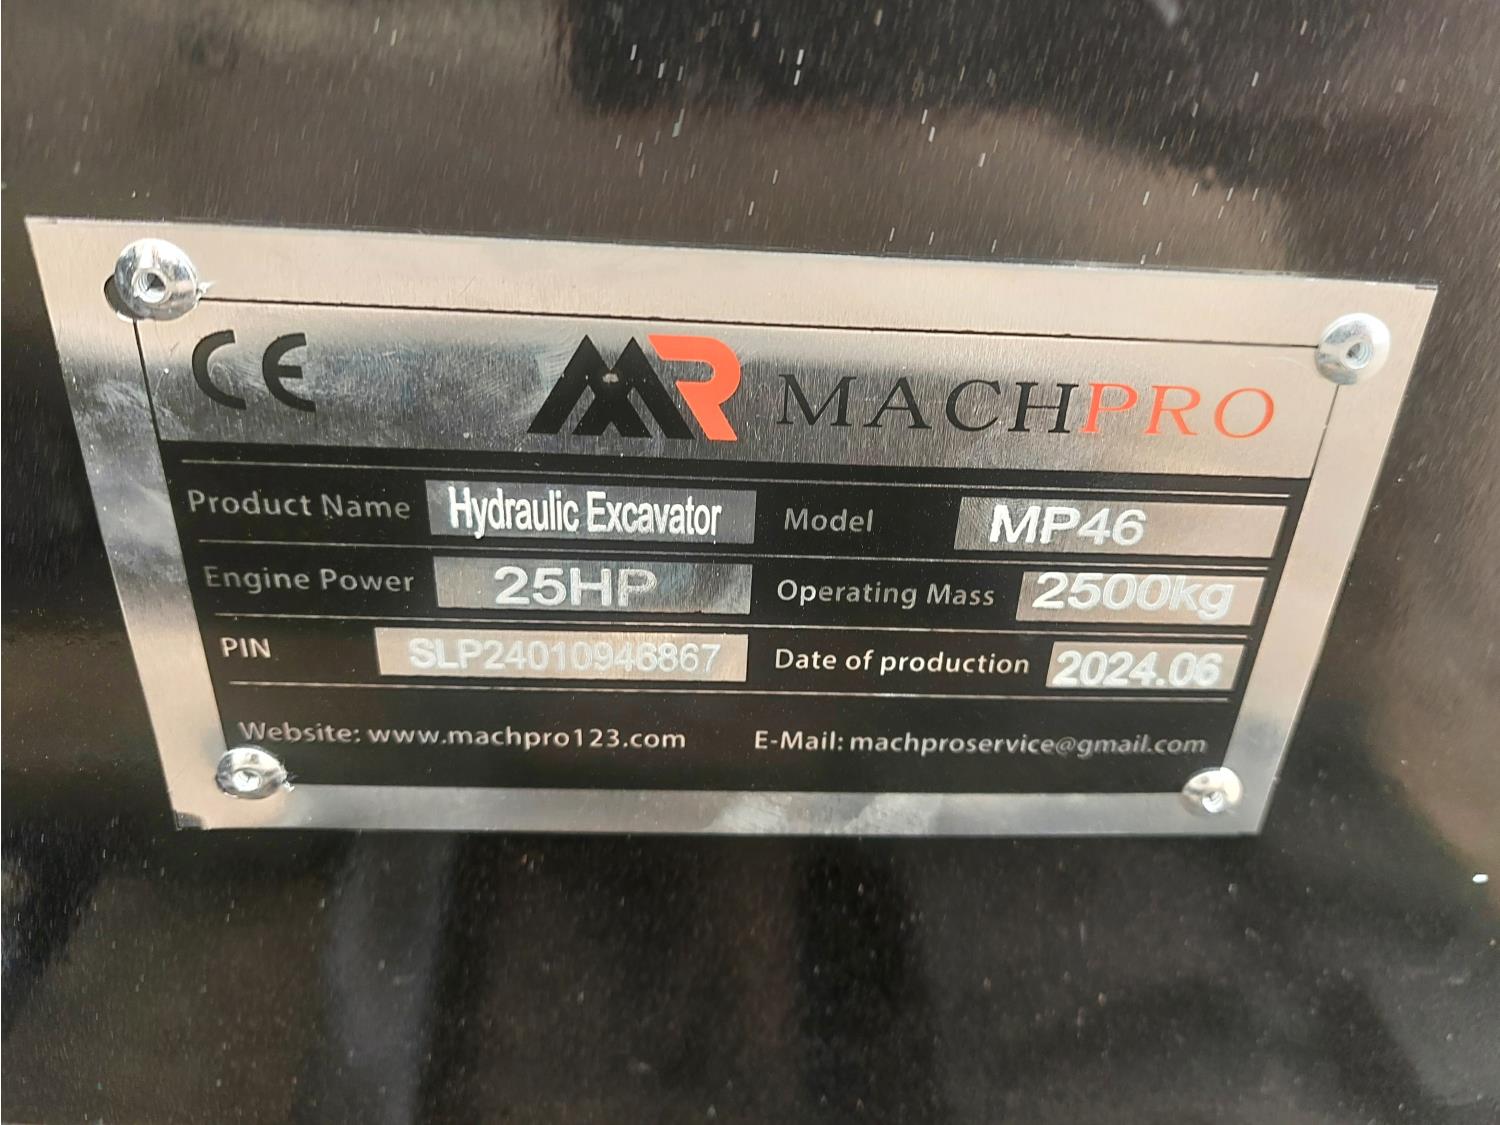 CE MR MACHPRO
Product Name Hydraulic Excavator Model MP46
Engine Power 25HP Operating Mass 2500kg
PIN SLP24010946867 Date of production 2024.06
Website: www.machpro123.com E-Mail: machproservice@gmail.com